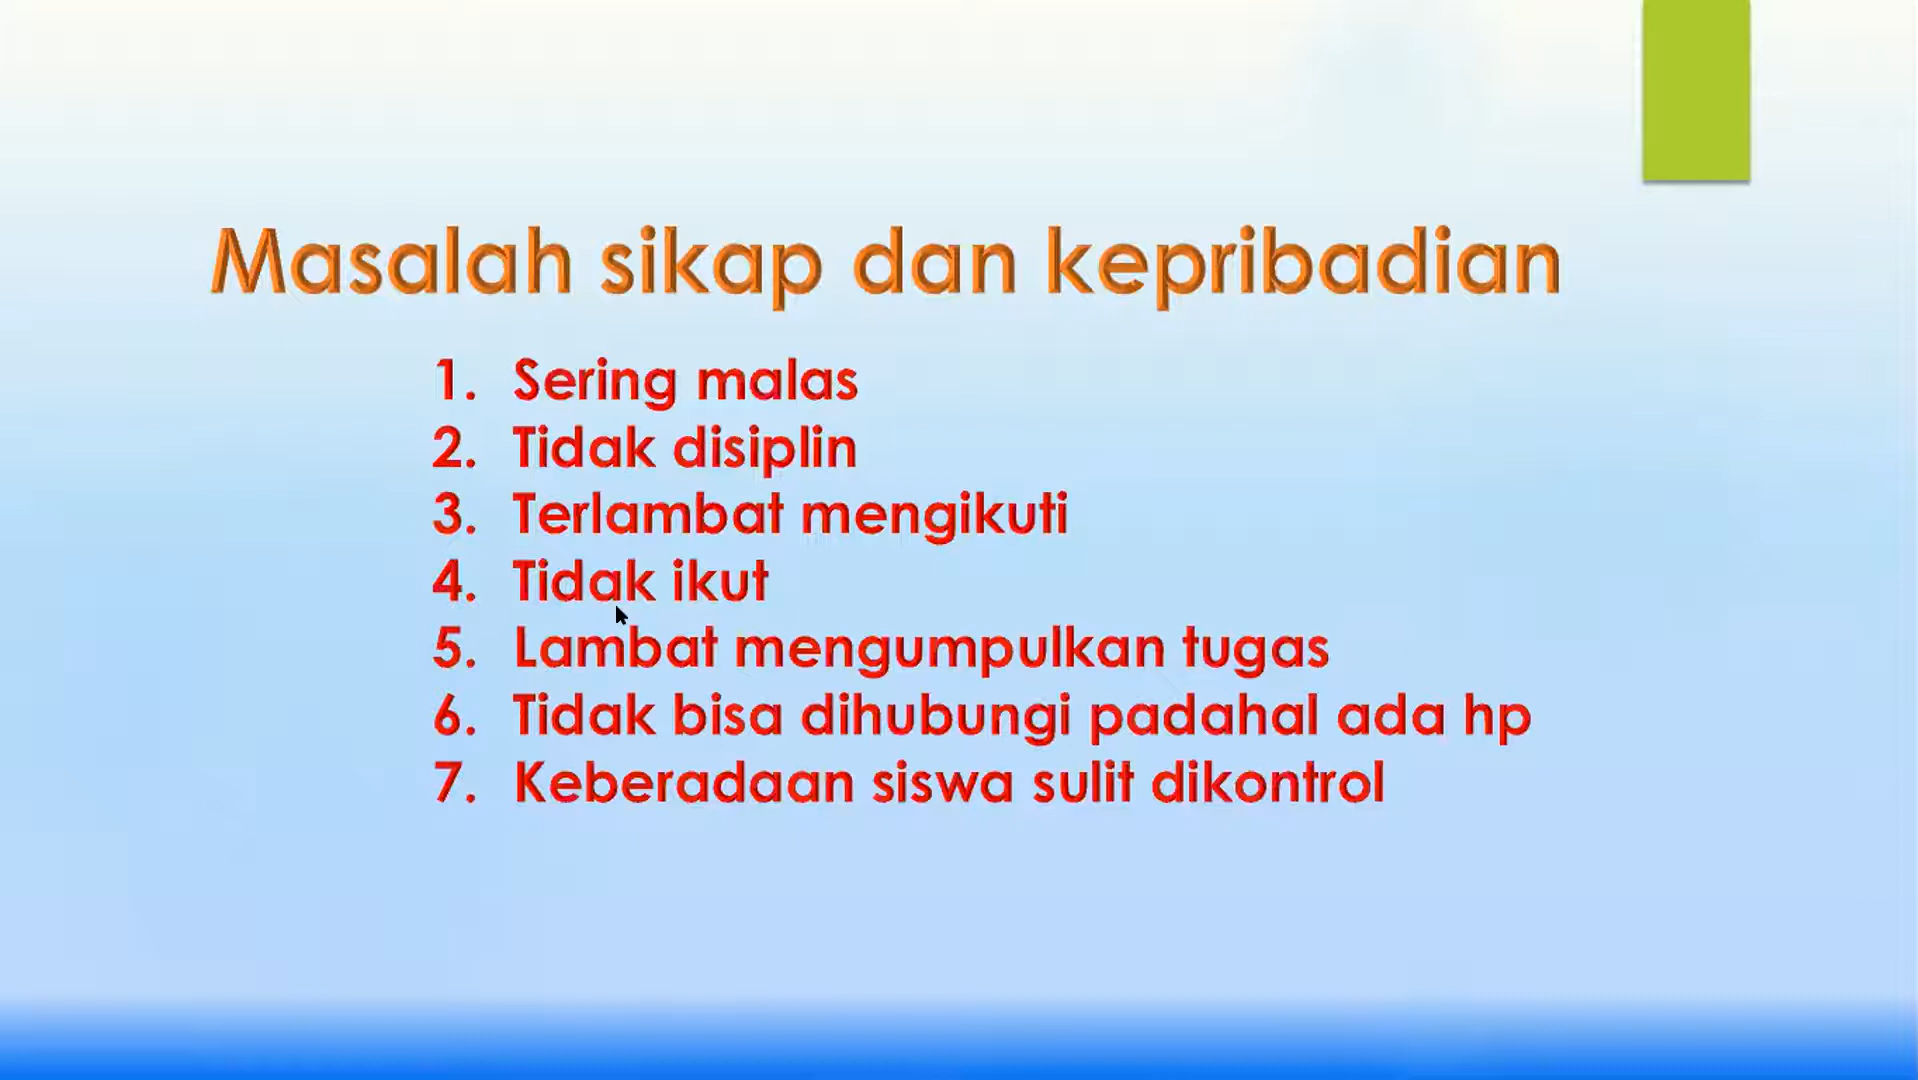 Masalah sikap dan kepribadian
1. Sering malas
2. Tidak disiplin
3. Terlambat mengikuti
4. Tidak ikut
5. Lambat mengumpulkan tugas
6. Tidak bisa dihubungi padahal ada hp
7. Keberadaan siswa sulit dikontrol